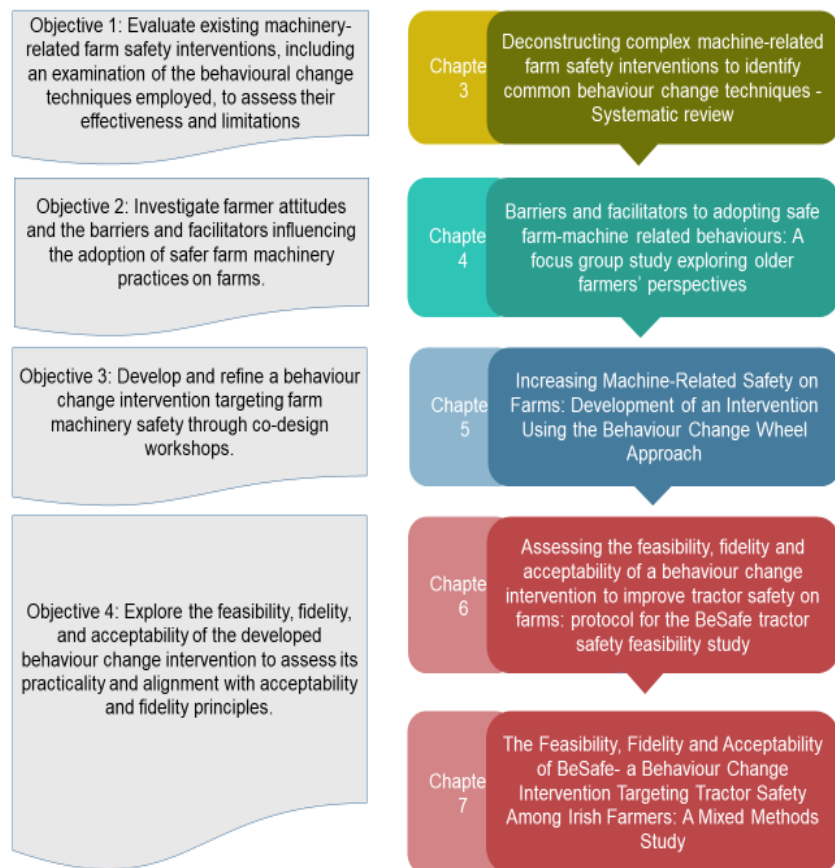 Objective 1: Evaluate existing machinery-
related farm safety interventions, including
an examination of the behavioural change
techniques employed, to assess their
effectiveness and limitations
Chapte
3
Deconstructing complex machine-related
farm safety interventions to identify
common behaviour change techniques -
Systematic review
Objective 2: Investigate farmer attitudes
and the barriers and facilitators influencing
the adoption of safer farm machinery
practices on farms.
Chapte
4
Barriers and facilitators to adopting safe
farm-machine related behaviours: A
focus group study exploring older
farmers’ perspectives
Objective 3: Develop and refine a behaviour
change intervention targeting farm
machinery safety through co-design
workshops.
Chapte
5
Increasing Machine-Related Safety on
Farms: Development of an Intervention
Using the Behaviour Change Wheel
Approach
Objective 4: Explore the feasibility, fidelity,
and acceptability of the developed
behaviour change intervention to assess its
practicality and alignment with acceptability
and fidelity principles.
Chapte
6
Assessing the feasibility, fidelity and
acceptability of a behaviour change
intervention to improve tractor safety on
farms: protocol for the BeSafe tractor
safety feasibility study
Chapte
7
The Feasibility, Fidelity and Acceptability
of BeSafe- a Behaviour Change
Intervention Targeting Tractor Safety
Among Irish Farmers: A Mixed Methods
Study